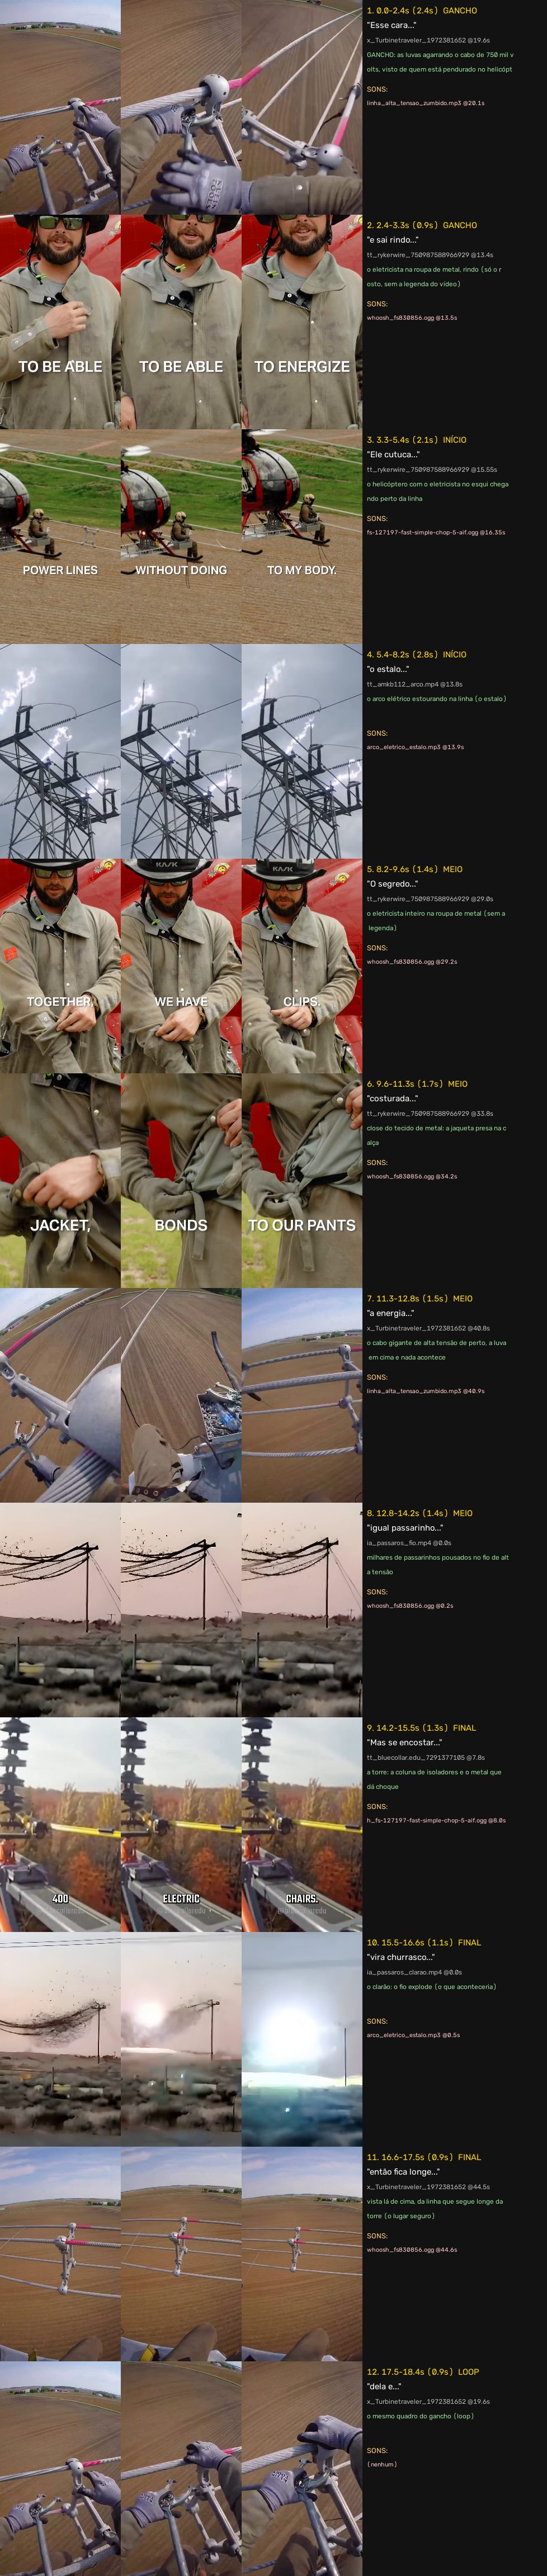 1. 0.0-2.4s (2.4s) GANCHO
"Esse cara..."
x_Turbinetraveler_1972381652 @19.6s
GANCHO: as luvas agarrando o cabo de 750 mil v
olts, visto de quem está pendurado no helicópt
SONS:
linha_alta_tensao_zumbido.mp3 @20.1s
TO BE ABLE
TO BE ABLE
TO ENERGIZE
2. 2.4-3.3s (0.9s) GANCHO
"e sai rindo..."
tt_rykerwire_750987588966929 @13.4s
o eletricista na roupa de metal, rindo (só o r
osto, sem a legenda do vídeo)
SONS:
whoosh_fs830856.ogg @13.5s
POWER LINES
WITHOUT DOING
TO MY BODY.
3. 3.3-5.4s (2.1s) INÍCIO
"Ele cutuca..."
tt_rykerwire_750987588966929 @15.55s
o helicóptero com o eletricista no esqui chega
ndo perto da linha
SONS:
fs-127197-fast-simple-chop-5-aif.ogg @16.35s
4. 5.4-8.2s (2.8s) INÍCIO
"o estalo..."
tt_amkb112_arco.mp4 @13.8s
o arco elétrico estourando na linha (o estalo)
SONS:
arco_eletrico_estalo.mp3 @13.9s
KASK
KASK
TOGETHER,
WE HAVE
CLIPS.
5. 8.2-9.6s (1.4s) MEIO
"O segredo..."
tt_rykerwire_750987588966929 @29.0s
o eletricista inteiro na roupa de metal (sem a
legenda)
SONS:
whoosh_fs830856.ogg @29.2s
JACKET,
BONDS
TO OUR PANTS
6. 9.6-11.3s (1.7s) MEIO
"costurada..."
tt_rykerwire_750987588966929 @33.8s
close do tecido de metal: a jaqueta presa na c
alça
SONS:
whoosh_fs830856.ogg @34.2s
7. 11.3-12.8s (1.5s) MEIO
"a energia..."
x_Turbinetraveler_1972381652 @40.8s
o cabo gigante de alta tensão de perto, a luva
em cima e nada acontece
SONS:
linha_alta_tensao_zumbido.mp3 @40.9s
8. 12.8-14.2s (1.4s) MEIO
"igual passarinho..."
ia_passaros_fio.mp4 @0.0s
milhares de passarinhos pousados no fio de alt
a tensão
SONS:
whoosh_fs830856.ogg @0.2s
400
ELECTRIC
CHAIRS.
9. 14.2-15.5s (1.3s) FINAL
"Mas se encostar..."
tt_bluecollar.edu_7291377105 @7.8s
a torre: a coluna de isoladores e o metal que
dá choque
SONS:
h_fs-127197-fast-simple-chop-5-aif.ogg @8.0s
10. 15.5-16.6s (1.1s) FINAL
"vira churrasco..."
ia_passaros_clarao.mp4 @0.0s
o clarão: o fio explode (o que aconteceria)
SONS:
arco_eletrico_estalo.mp3 @0.5s
11. 16.6-17.5s (0.9s) FINAL
"então fica longe..."
x_Turbinetraveler_1972381652 @44.5s
vista lá de cima, da linha que segue longe da
torre (o lugar seguro)
SONS:
whoosh_fs830856.ogg @44.6s
12. 17.5-18.4s (0.9s) LOOP
"dela e..."
x_Turbinetraveler_1972381652 @19.6s
o mesmo quadro do gancho (loop)
SONS:
(nenhum)